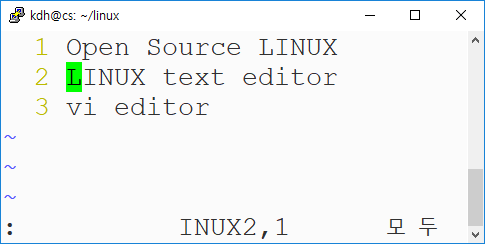 kdh@cs: ~/linux
1 Open Source LINUX
2 LINUX text editor
3 vi editor
~
~
~
: INUX2,1 모두